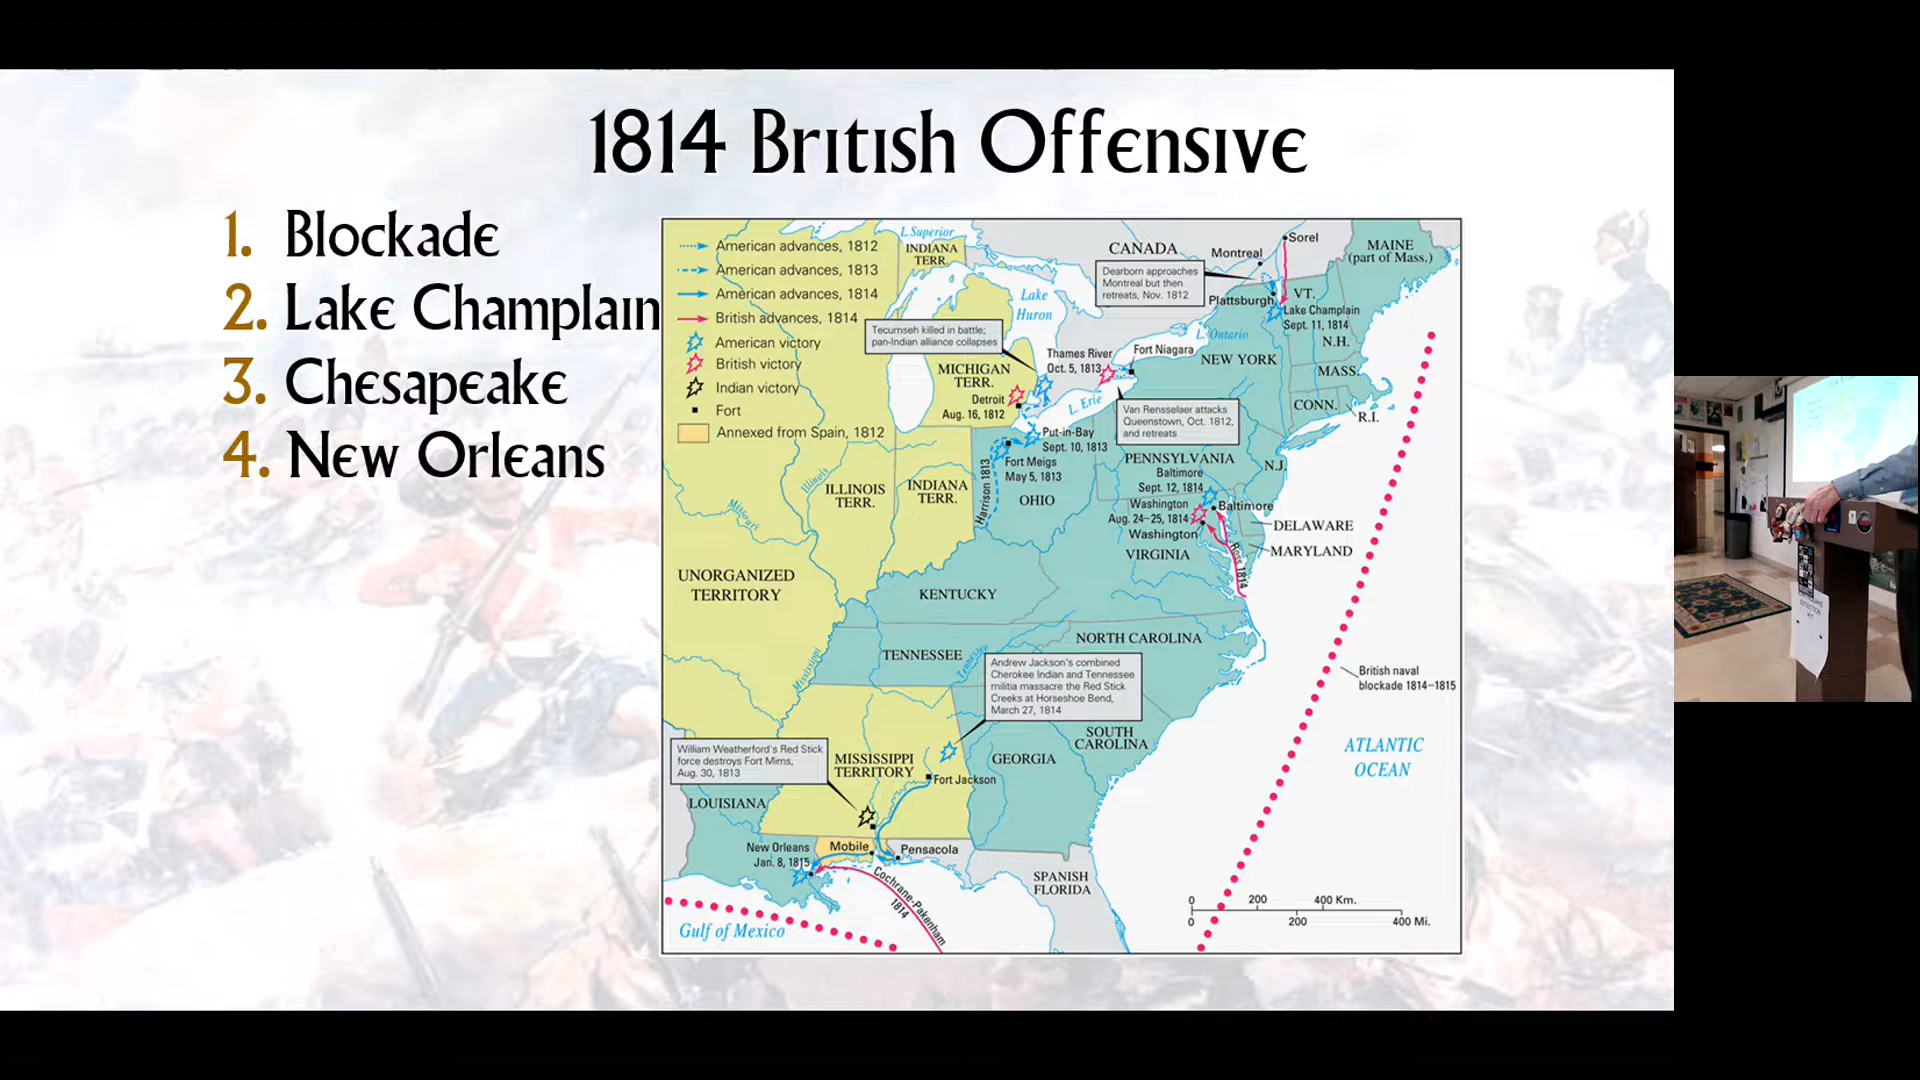 1814 British Offensive
1. Blockade
2. Lake Champlain
3. Chesapeake
4. New Orleans
American advances, 1812
American advances, 1813
American advances, 1814
British advances, 1814
American victory
British victory
Indian victory
Fort
Annexed from Spain, 1812
L.Superior
INDIANA
TERR.
CANADA
Sorel
Montreal
MAINE
(part of Mass.)
Dearborn approaches
Montreal but then
retreats, Nov. 1812
Plattsburgh
VT.
Lake Champlain
Sept. 11, 1814
N.H.
Lake
Huron
Tecumseh killed in battle;
pan-Indian alliance collapses
L. Ontario
Thames River
Oct. 5, 1813
Fort Niagara
NEW YORK
MASS.
MICHIGAN
TERR.
Detroit
Aug. 16, 1812
L. Erie
Van Rensselaer attacks
Queenstown, Oct. 1812,
and retreats
CONN.
R.I.
Put-in-Bay
Sept. 10, 1813
Fort Meigs
May 5, 1813
PENNSYLVANIA
N.J.
Baltimore
Sept. 12, 1814
Illinois
ILLINOIS
TERR.
INDIANA
TERR.
Harrison 1813
OHIO
Washington
Aug. 24–25, 1814
Washington
Baltimore
DELAWARE
MARYLAND
Missouri
VIRGINIA
Ross 1814
UNORGANIZED
TERRITORY
KENTUCKY
NORTH CAROLINA
TENNESSEE
Tennessee
Mississippi
Andrew Jackson's combined
Cherokee Indian and Tennessee
militia massacre the Red Stick
Creeks at Horseshoe Bend,
March 27, 1814
British naval
blockade 1814–1815
SOUTH
CAROLINA
ATLANTIC
OCEAN
William Weatherford's Red Stick
force destroys Fort Mims,
Aug. 30, 1813
MISSISSIPPI
TERRITORY
GEORGIA
Fort Jackson
LOUISIANA
New Orleans
Jan. 8, 1815
Mobile
Pensacola
SPANISH
FLORIDA
Cochrane-Pakenham
1814
Gulf of Mexico
0 200 400 Km.
0 200 400 Mi.